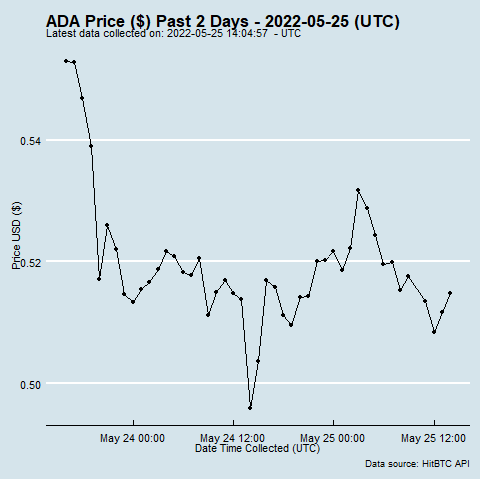 ADA Price ($) Past 2 Days - 2022-05-25 (UTC)
Latest data collected on: 2022-05-25 14:04:57 - UTC
0.54
0.52
0.50
Price USD ($)
May 24 00:00
May 24 12:00
May 25 00:00
May 25 12:00
Date Time Collected (UTC)
Data source: HitBTC API